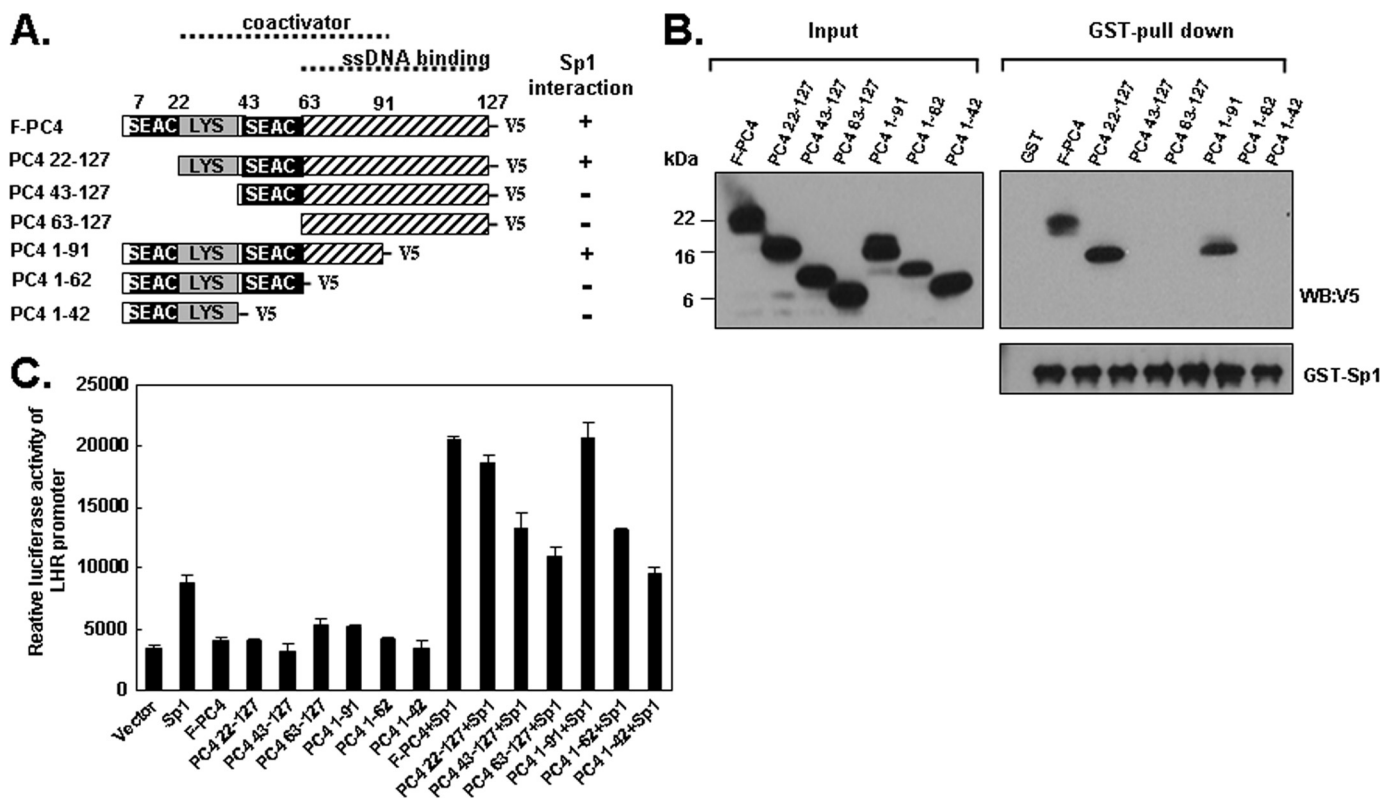 A.
coactivator
ssDNA binding
Sp1
interaction
7 22 43 63 91 127
F-PC4 SEAC LYS SEAC V5 +
PC4 22-127 LYS SEAC V5 +
PC4 43-127 SEAC V5 -
PC4 63-127 V5 -
PC4 1-91 SEAC LYS SEAC V5 +
PC4 1-62 SEAC LYS SEAC V5 -
PC4 1-42 SEAC LYS V5 -
B.
Input
GST-pull down
kDa
F-PC4
PC4 22-127
PC4 43-127
PC4 63-127
PC4 1-91
PC4 1-62
PC4 1-42
GST
F-PC4
PC4 22-127
PC4 43-127
PC4 63-127
PC4 1-91
PC4 1-62
PC4 1-42
22
16
6
WB:V5
GST-Sp1
C.
Reative luciferase activity of
LHR promoter
25000
20000
15000
10000
5000
0
Vector
Sp1
F-PC4
PC4 22-127
PC4 43-127
PC4 63-127
PC4 1-91
PC4 1-62
PC4 1-42
F-PC4+Sp1
PC4 22-127+Sp1
PC4 43-127+Sp1
PC4 63-127+Sp1
PC4 1-91+Sp1
PC4 1-62+Sp1
PC4 1-42+Sp1